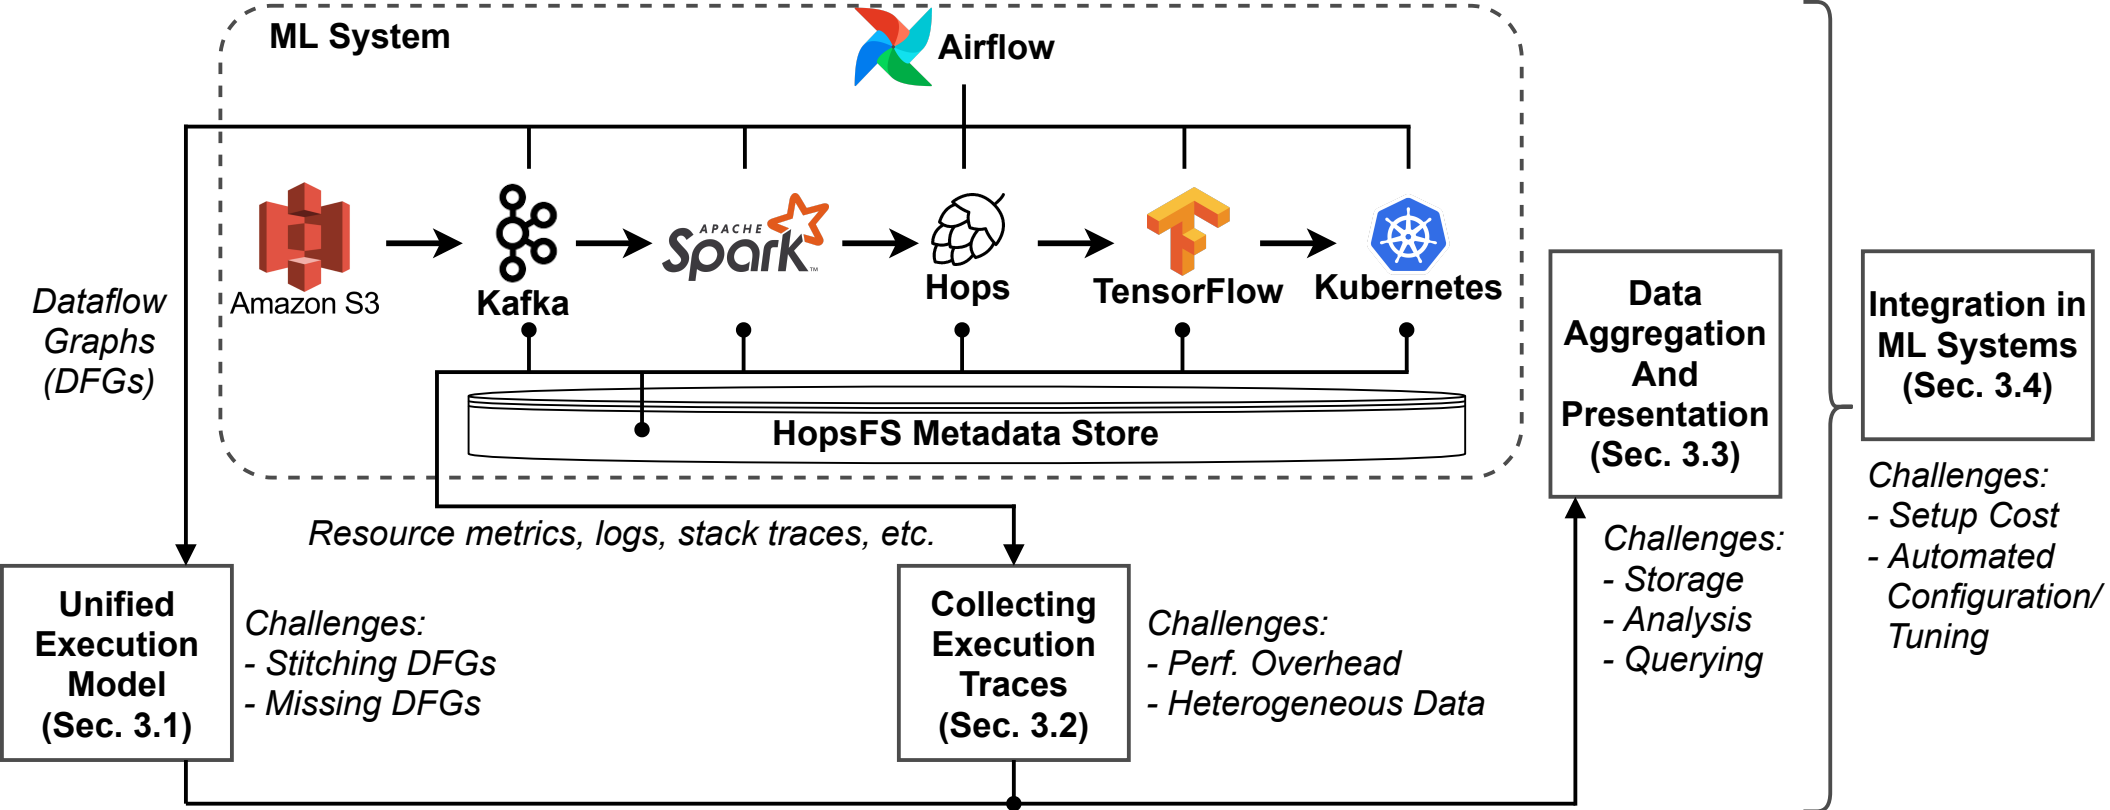 ML System
Airflow
Amazon S3
Kafka
APACHE
Spark
TM
Hops
TensorFlow
Kubernetes
HopsFS Metadata Store
Dataflow
Graphs
(DFGs)
Resource metrics, logs, stack traces, etc.
Unified
Execution
Model
(Sec. 3.1)
Challenges:
- Stitching DFGs
- Missing DFGs
Collecting
Execution
Traces
(Sec. 3.2)
Challenges:
- Perf. Overhead
- Heterogeneous Data
Data
Aggregation
And
Presentation
(Sec. 3.3)
Challenges:
- Storage
- Analysis
- Querying
Integration in
ML Systems
(Sec. 3.4)
Challenges:
- Setup Cost
- Automated
Configuration/
Tuning